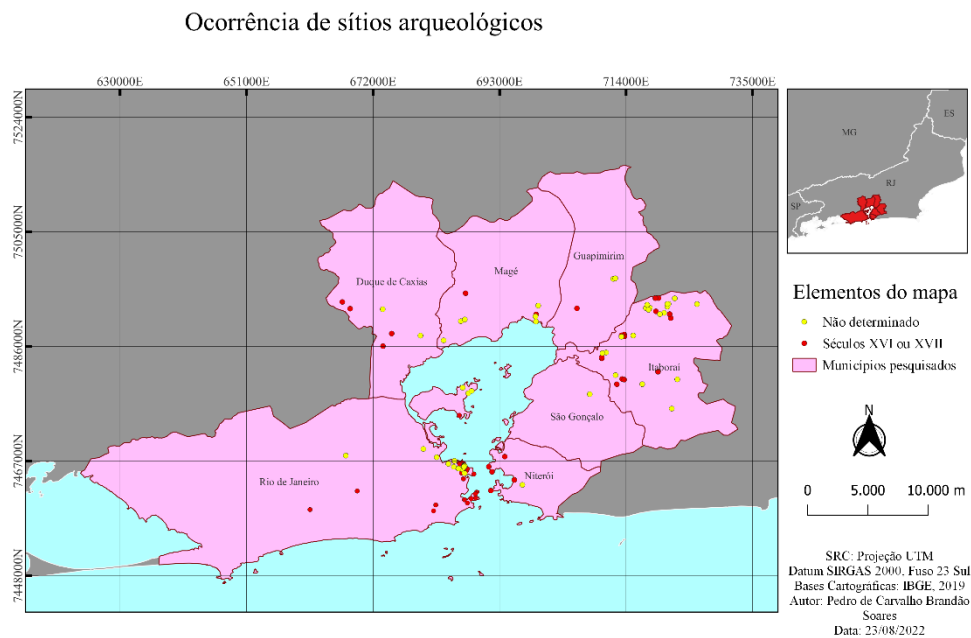 Ocorrência de sítios arqueológicos
630000E 651000E 672000E 693000E 714000E 735000E
7524000N
7505000N
7486000N
7467000N
7448000N
Guapimirim
Magé
Duque de Caxias
Itaboraí
São Gonçalo
Niterói
Rio de Janeiro
ES
MG
RJ
SP
Elementos do mapa
Não determinado
Séculos XVI ou XVII
Municípios pesquisados
N
0 5.000 10.000 m
SRC: Projeção UTM
Datum SIRGAS 2000, Fuso 23 Sul
Bases Cartográficas: IBGE, 2019
Autor: Pedro de Carvalho Brandão
Soares
Data: 23/08/2022